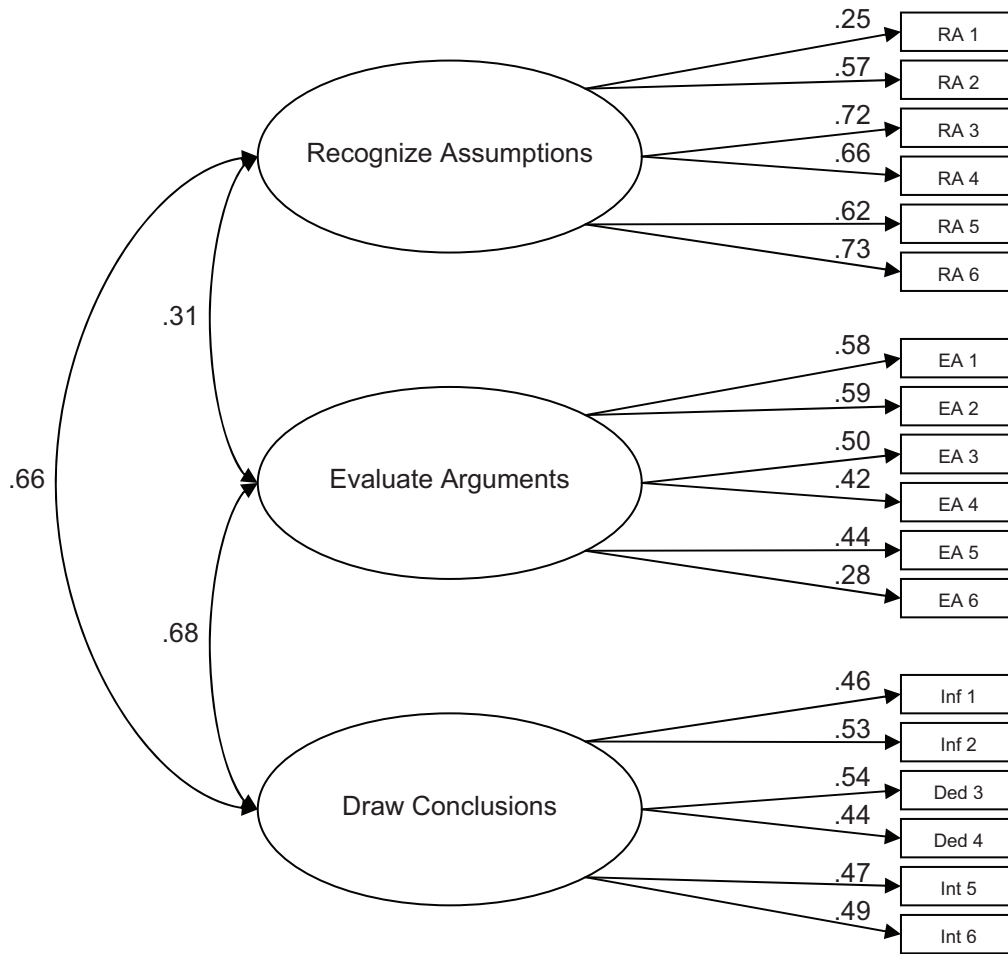 .25
RA 1
.57
RA 2
.72
RA 3
Recognize Assumptions
.66
RA 4
.62
RA 5
.73
RA 6
.31
.58
EA 1
.59
EA 2
.50
EA 3
.66
Evaluate Arguments
.42
EA 4
.44
EA 5
.28
EA 6
.68
.46
Inf 1
.53
Inf 2
.54
Ded 3
Draw Conclusions
.44
Ded 4
.47
Int 5
.49
Int 6